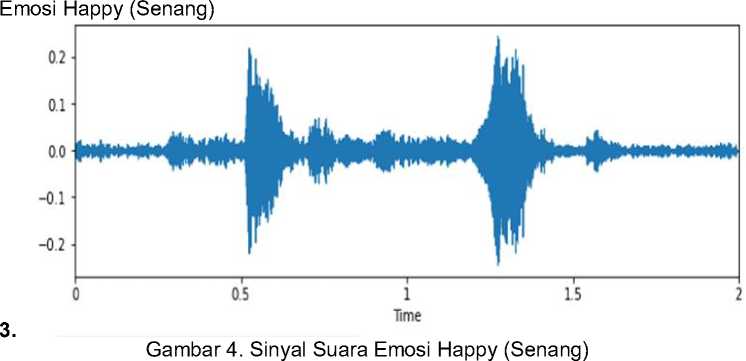 Emosi Happy (Senang)
0.2
0.1
0.0
−0.1
−0.2
0 0.5 1 1.5 2
Time
3.
Gambar 4. Sinyal Suara Emosi Happy (Senang)